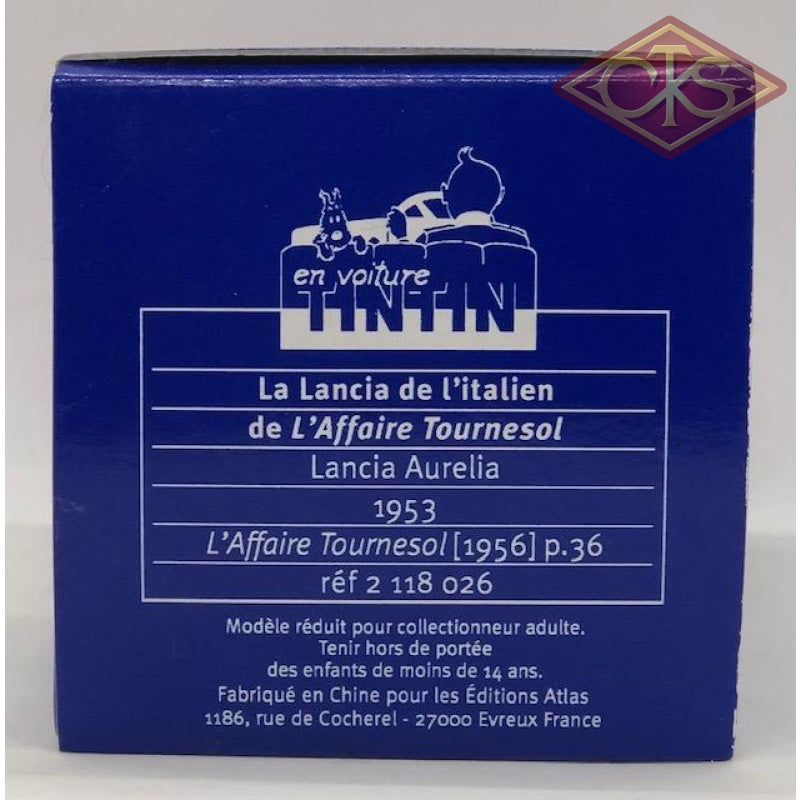 CTS
en voiture
TINTIN
La Lancia de l'italien
de L'Affaire Tournesol
Lancia Aurelia
1953
L'Affaire Tournesol [1956] p.36
réf 2 118 026
Modèle réduit pour collectionneur adulte.
Tenir hors de portée
des enfants de moins de 14 ans.
Fabriqué en Chine pour les Éditions Atlas
1186, rue de Cocherel - 27000 Evreux France